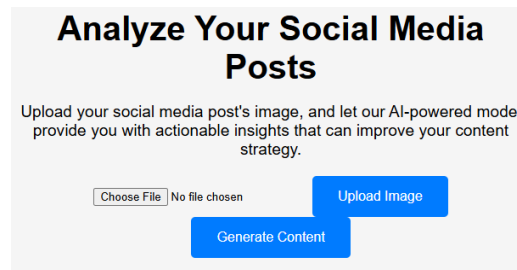 Analyze Your Social Media
Posts
Upload your social media post's image, and let our AI-powered mode
provide you with actionable insights that can improve your content
strategy.
Choose File No file chosen Upload Image
Generate Content